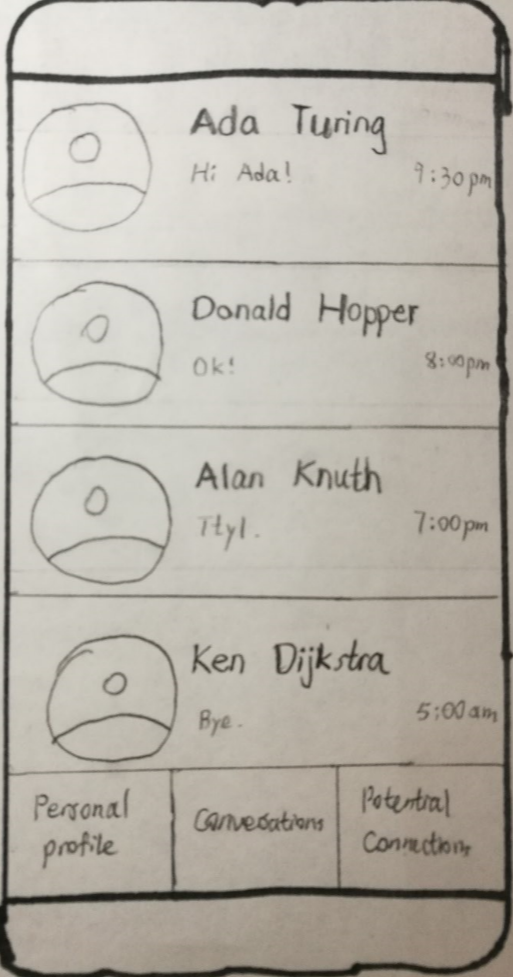 Ada Turing
Hi Ada!
9:30pm
Donald Hopper
Ok!
8:00pm
Alan Knuth
Ttyl.
7:00pm
Ken Dijkstra
Bye.
5:00am
Personal
profile
Conversations
Potential
Connections